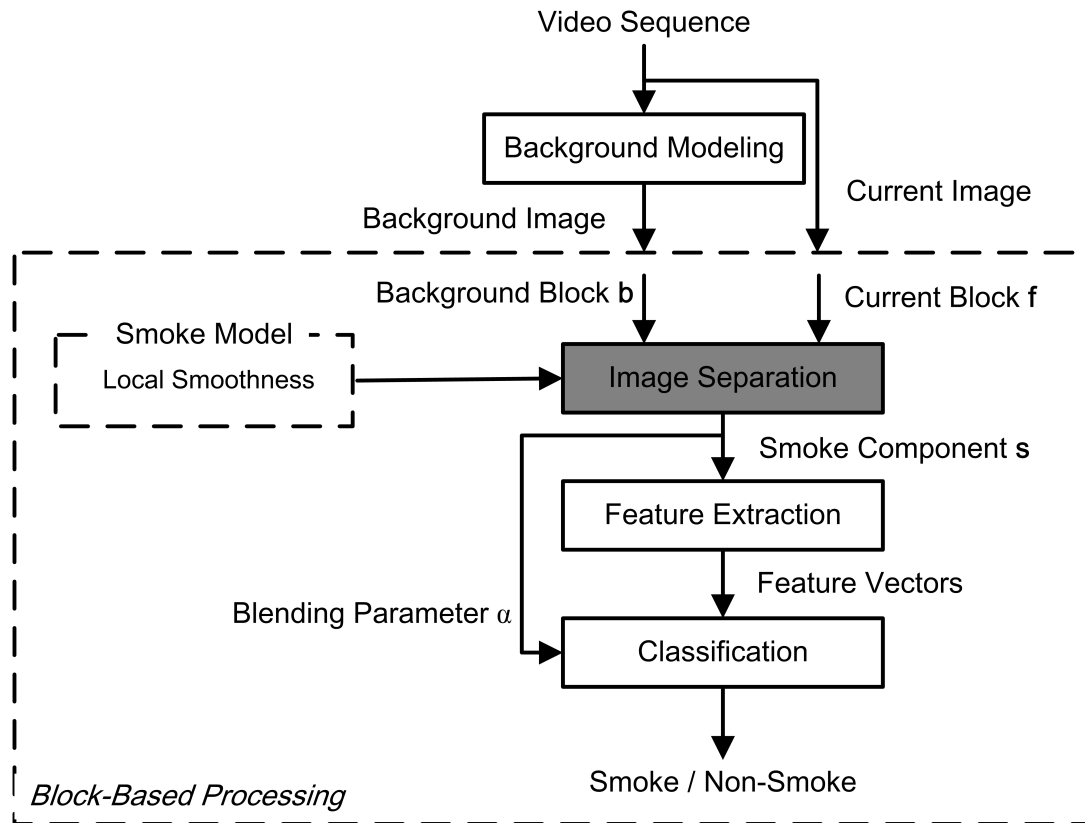 Video Sequence
Background Modeling
Current Image
Background Image
Background Block b
Current Block f
Smoke Model
Local Smoothness
Image Separation
Smoke Component s
Feature Extraction
Feature Vectors
Blending Parameter α
Classification
Smoke / Non-Smoke
Block-Based Processing